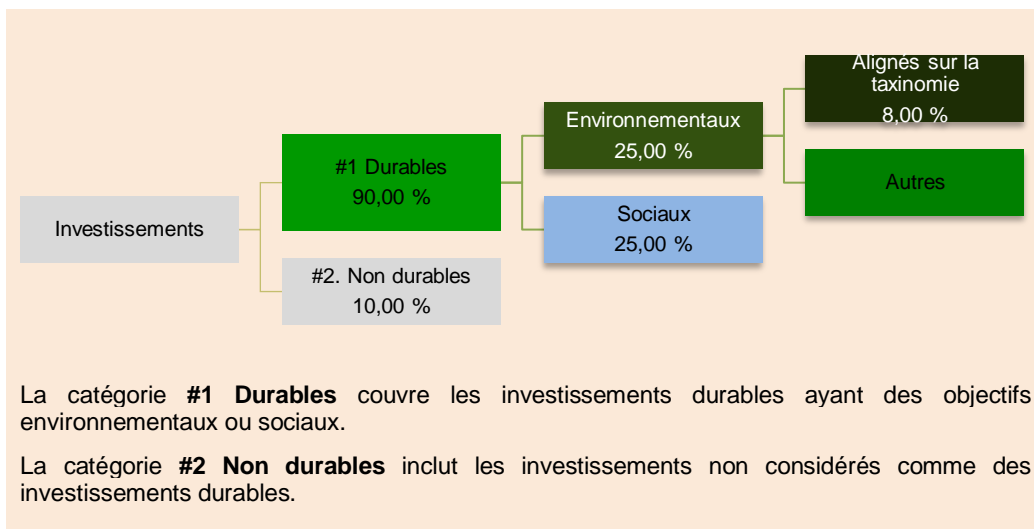 Alignés sur la
taxinomie
8,00 %
Environnementaux
25,00 %
#1 Durables
90,00 %
Autres
Investissements
Sociaux
25,00 %
#2. Non durables
10,00 %
La catégorie #1 Durables couvre les investissements durables ayant des objectifs
environnementaux ou sociaux.
La catégorie #2 Non durables inclut les investissements non considérés comme des
investissements durables.